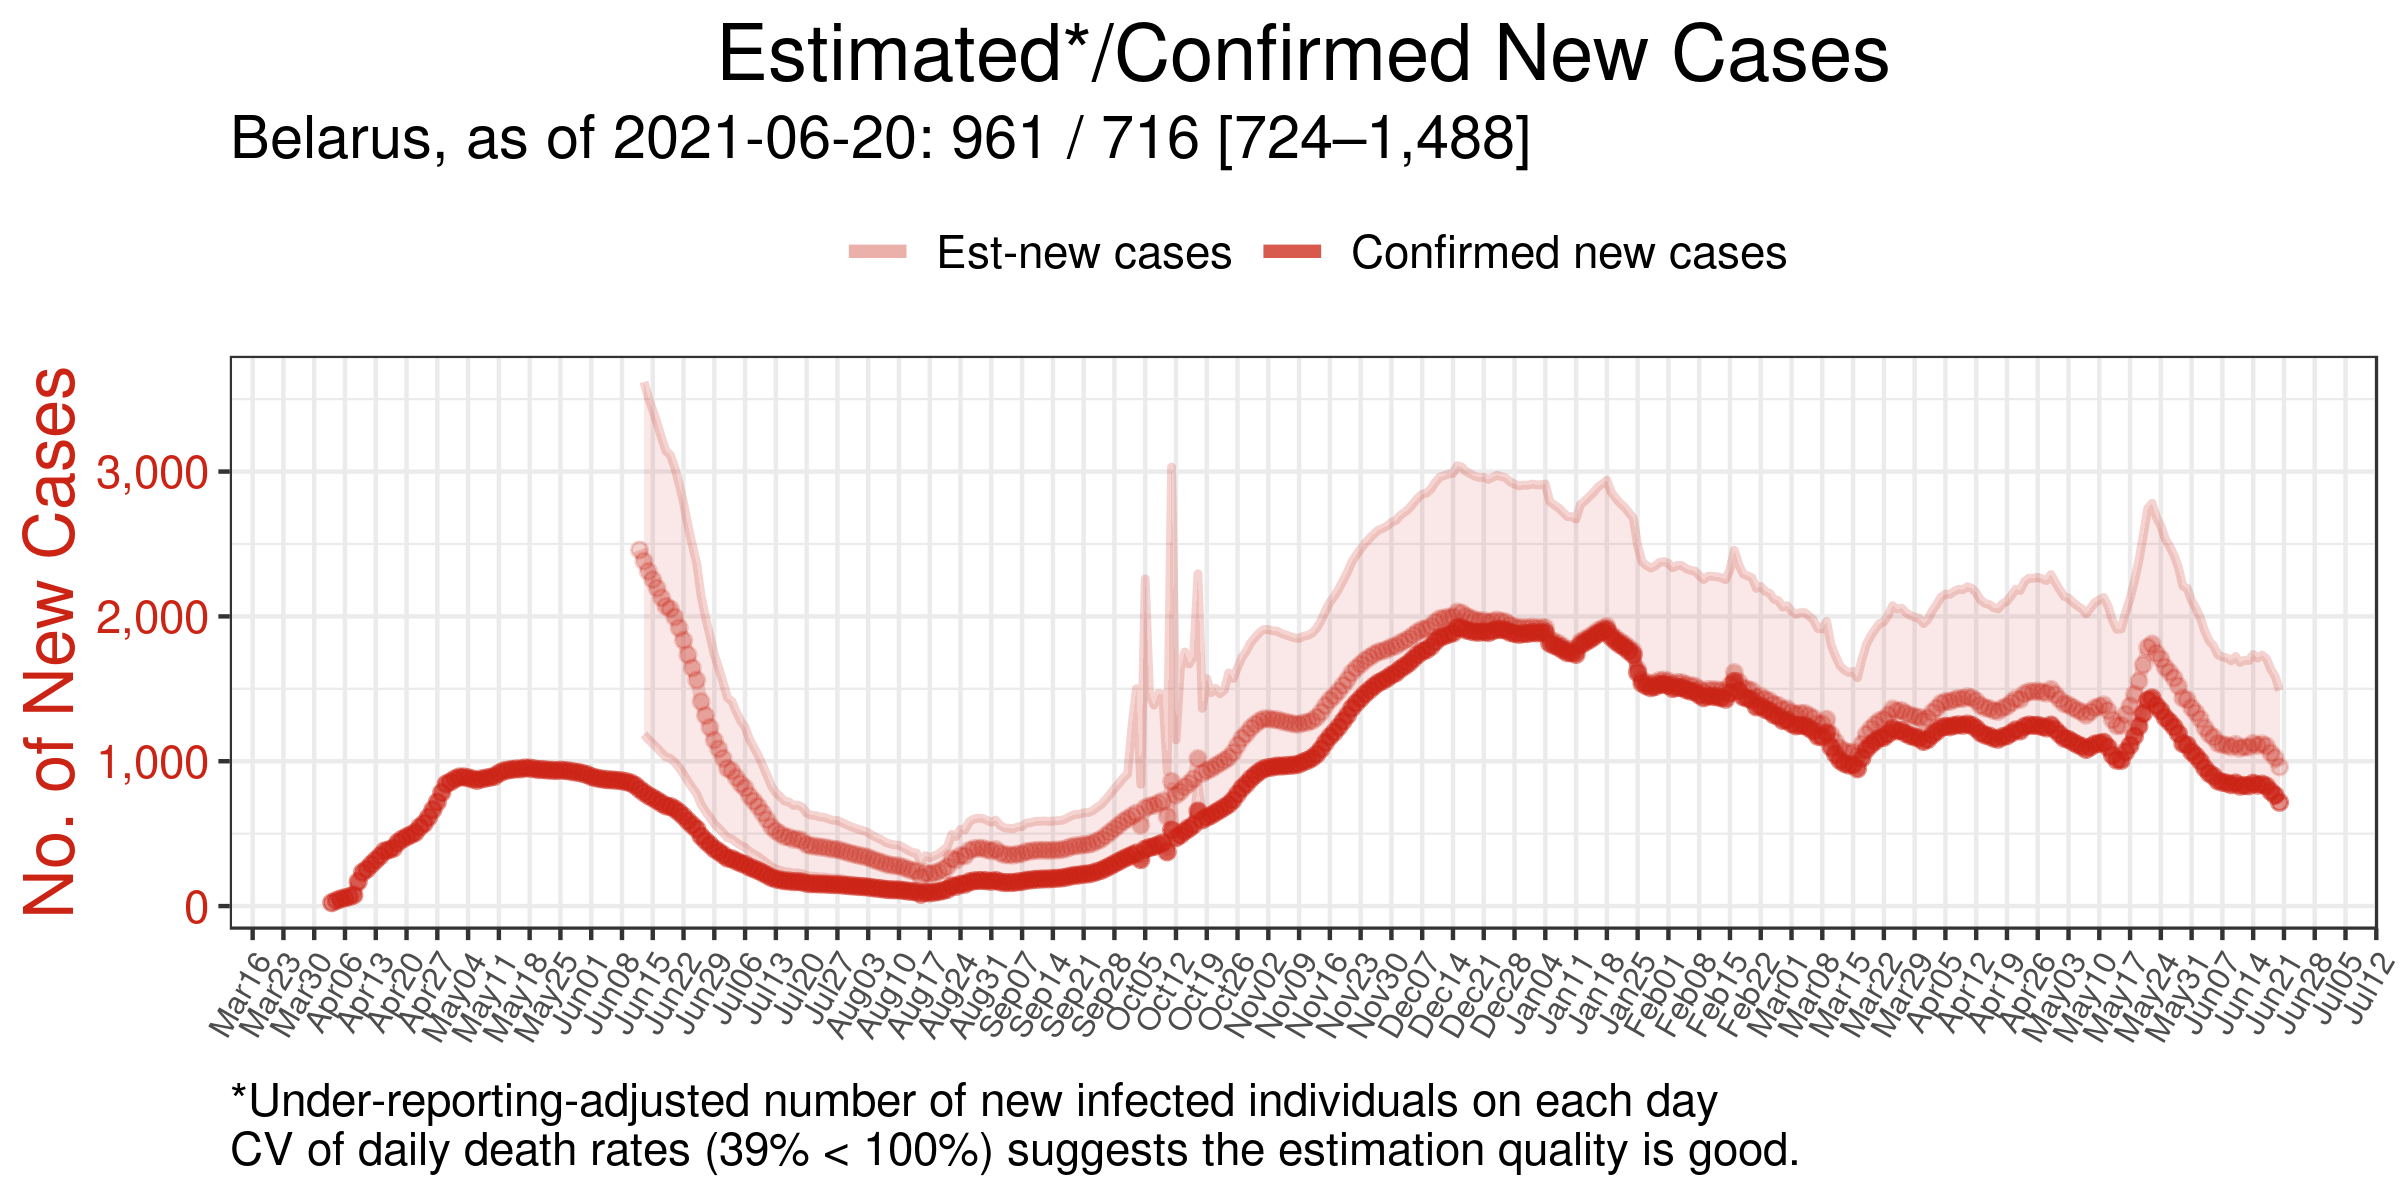 Estimated*/Confirmed New Cases
Belarus, as of 2021-06-20: 961 / 716 [724–1,488]
Est-new cases Confirmed new cases
No. of New Cases
3,000
2,000
1,000
0
Mar16 Mar23 Mar30 Apr06 Apr13 Apr20 Apr27 May04 May11 May18 May25 Jun01 Jun08 Jun15 Jun22 Jun29 Jul06 Jul13 Jul20 Jul27 Aug03 Aug10 Aug17 Aug24 Aug31 Sep07 Sep14 Sep21 Sep28 Oct05 Oct12 Oct19 Oct26 Nov02 Nov09 Nov16 Nov23 Nov30 Dec07 Dec14 Dec21 Dec28 Jan04 Jan11 Jan18 Jan25 Feb01 Feb08 Feb15 Feb22 Mar01 Mar08 Mar15 Mar22 Mar29 Apr05 Apr12 Apr19 Apr26 May03 May10 May17 May24 May31 Jun07 Jun14 Jun21 Jun28 Jul05 Jul12
*Under-reporting-adjusted number of new infected individuals on each day
CV of daily death rates (39% < 100%) suggests the estimation quality is good.